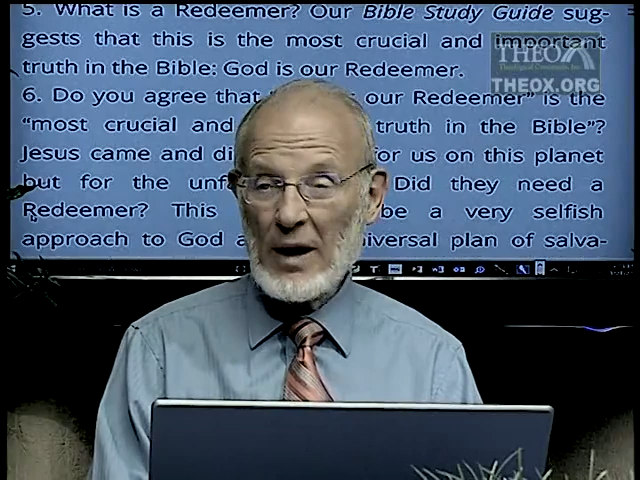 5. What is a Redeemer? Our Bible Study Guide sug-
gests that this is the most crucial and important
truth in the Bible: God is our Redeemer.
6. Do you agree that our Redeemer" is the
"most crucial and truth in the Bible"?
Jesus came and di for us on this planet
but for the unf Did they need a
Redeemer? This be a very selfish
approach to God a iversal plan of salva-
THEOX
THEOX.ORG